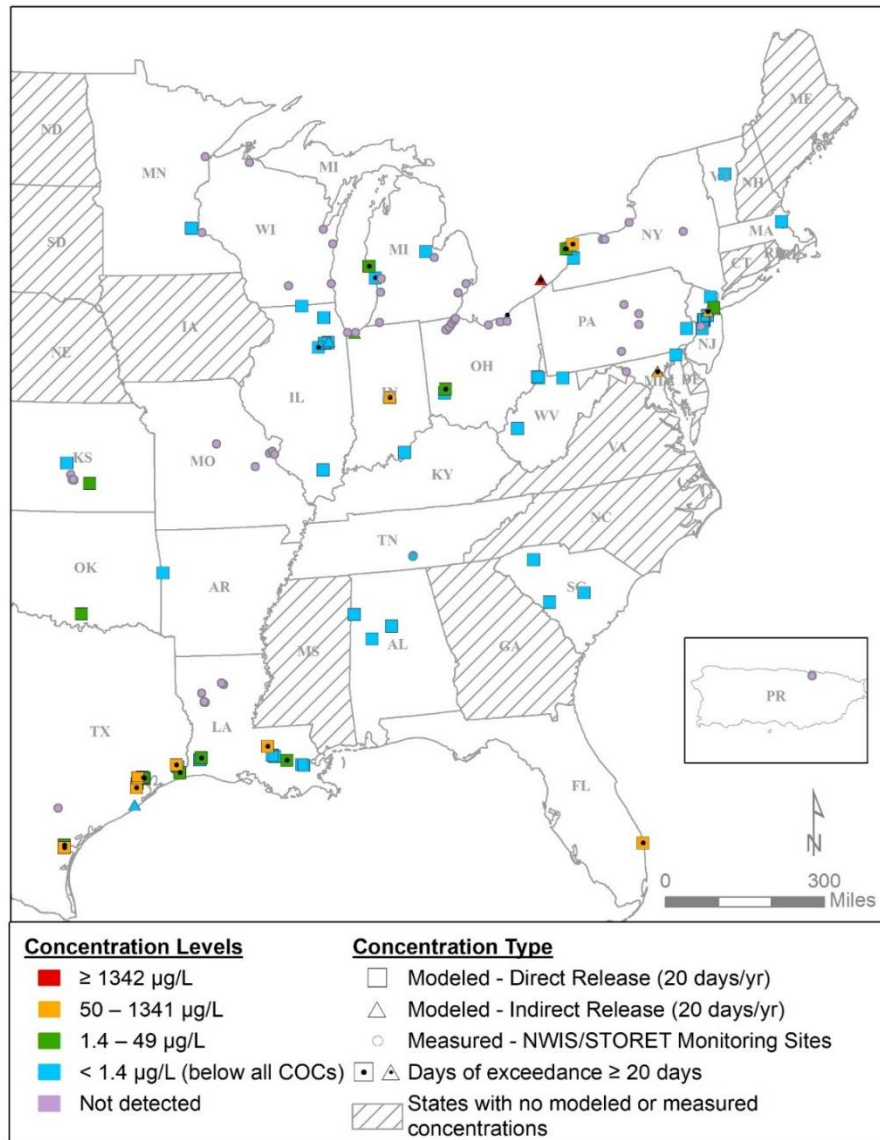 ND
MN
ME
MI
VT
NH
SD
WI
NY
MI
MA
CT
RI
IA
PA
NE
OH
NJ
IL
IN
MD
DE
WV
KS
MO
VA
KY
NC
TN
OK
AR
SC
MS
AL
GA
PR
LA
TX
FL
N
0 300
Miles
Concentration Levels
≥ 1342 µg/L
50 – 1341 µg/L
1.4 – 49 µg/L
< 1.4 µg/L (below all COCs)
Not detected
Concentration Type
Modeled - Direct Release (20 days/yr)
Modeled - Indirect Release (20 days/yr)
Measured - NWIS/STORET Monitoring Sites
Days of exceedance ≥ 20 days
States with no modeled or measured
concentrations